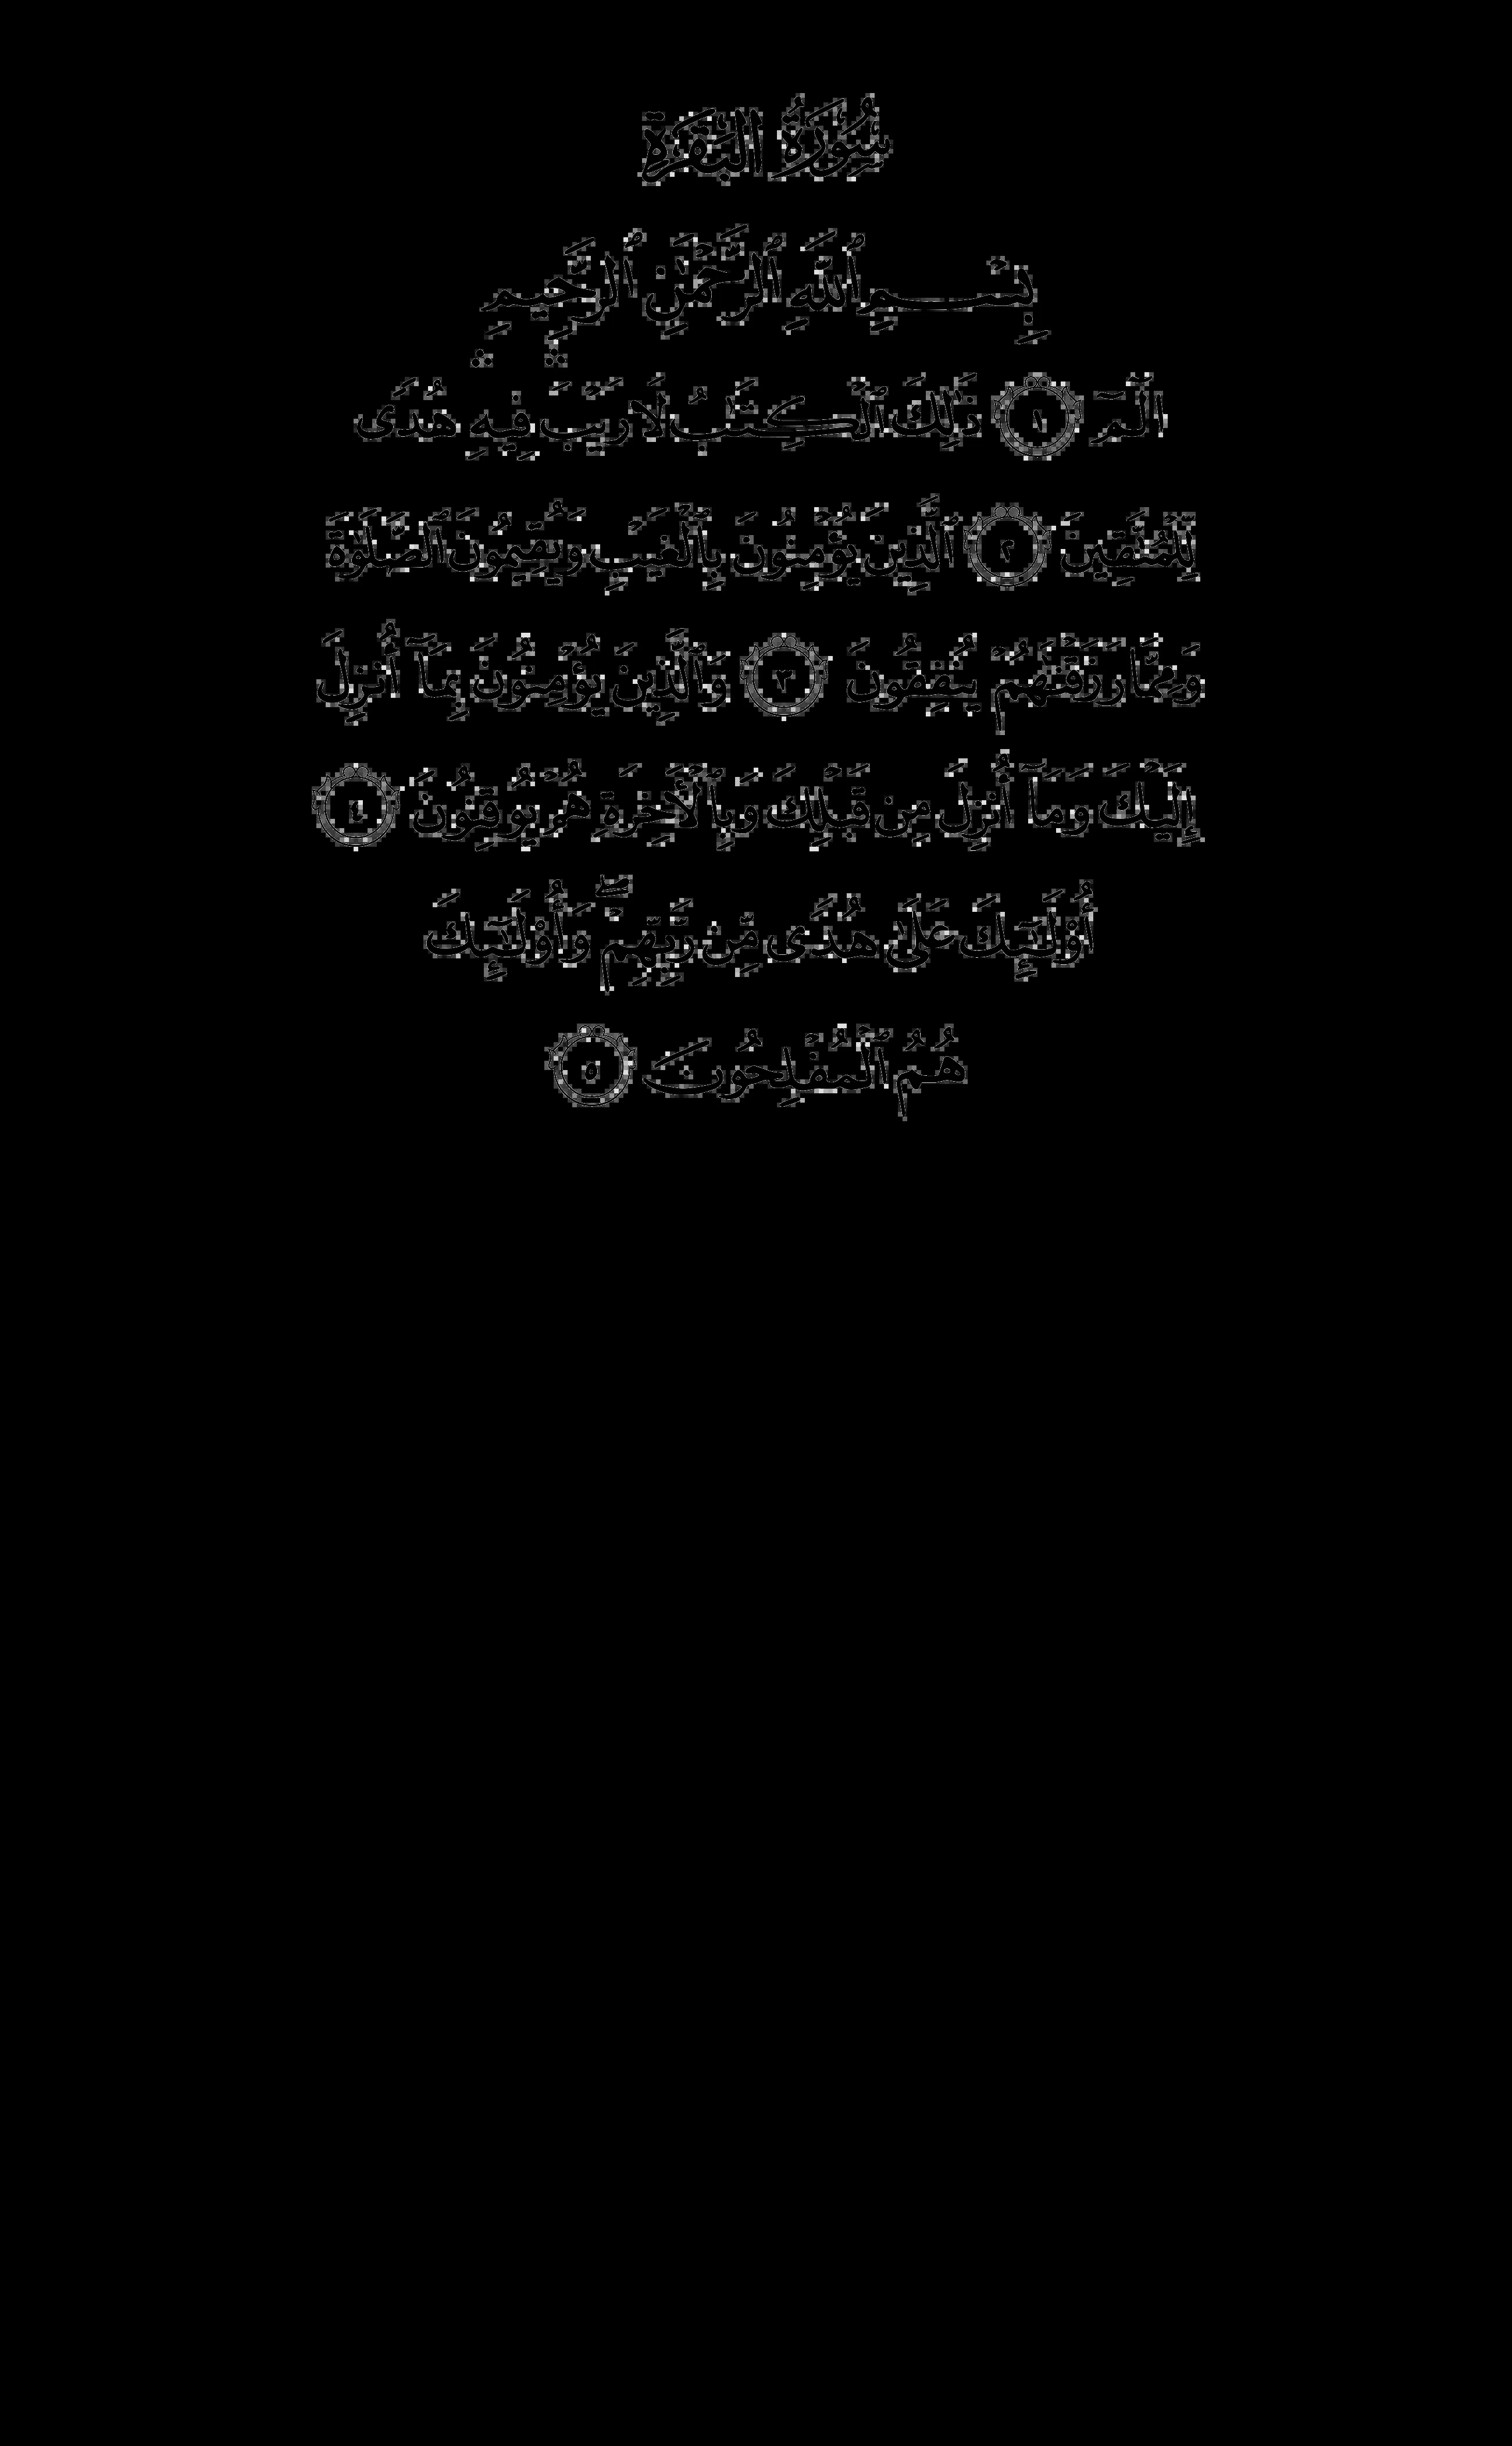 سُورَةُ البَقَرَةِ
بِسۡمِ ٱللَّهِ ٱلرَّحۡمَٰنِ ٱلرَّحِيمِ
الٓمٓ ١ ذَٰلِكَ ٱلۡكِتَٰبُ لَا رَيۡبَۛ فِيهِۛ هُدٗى
لِّلۡمُتَّقِينَ ٢ ٱلَّذِينَ يُؤۡمِنُونَ بِٱلۡغَيۡبِ وَيُقِيمُونَ ٱلصَّلَوٰةَ
وَمِمَّا رَزَقۡنَٰهُمۡ يُنفِقُونَ ٣ وَٱلَّذِينَ يُؤۡمِنُونَ بِمَآ أُنزِلَ
إِلَيۡكَ وَمَآ أُنزِلَ مِن قَبۡلِكَ وَبِٱلۡأٓخِرَةِ هُمۡ يُوقِنُونَ ٤
أُوْلَٰٓئِكَ عَلَىٰ هُدٗى مِّن رَّبِّهِمۡۖ وَأُوْلَٰٓئِكَ
هُمُ ٱلۡمُفۡلِحُونَ ٥